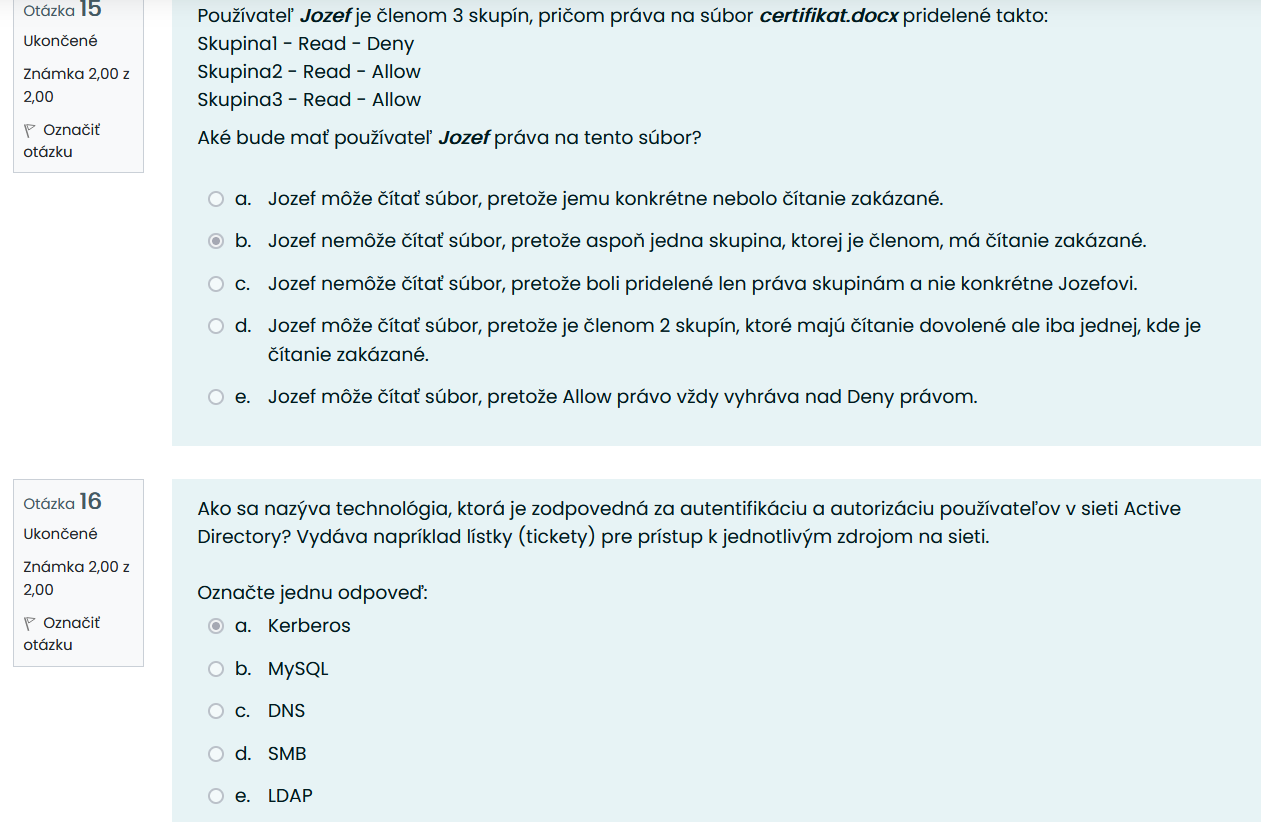 Otázka 15
Ukončené
Známka 2,00 z
2,00
Označiť
otázku
Používateľ Jozef je členom 3 skupín, pričom práva na súbor certifikat.docx pridelené takto:
Skupina1 - Read - Deny
Skupina2 - Read - Allow
Skupina3 - Read - Allow
Aké bude mať používateľ Jozef práva na tento súbor?
a. Jozef môže čítať súbor, pretože jemu konkrétne nebolo čítanie zakázané.
b. Jozef nemôže čítať súbor, pretože aspoň jedna skupina, ktorej je členom, má čítanie zakázané.
c. Jozef nemôže čítať súbor, pretože boli pridelené len práva skupinám a nie konkrétne Jozefovi.
d. Jozef môže čítať súbor, pretože je členom 2 skupín, ktoré majú čítanie dovolené ale iba jednej, kde je
čítanie zakázané.
e. Jozef môže čítať súbor, pretože Allow právo vždy vyhráva nad Deny právom.
Otázka 16
Ukončené
Známka 2,00 z
2,00
Označiť
otázku
Ako sa nazýva technológia, ktorá je zodpovedná za autentifikáciu a autorizáciu používateľov v sieti Active
Directory? Vydáva napríklad lístky (tickety) pre prístup k jednotlivým zdrojom na sieti.
Označte jednu odpoveď:
a. Kerberos
b. MySQL
c. DNS
d. SMB
e. LDAP